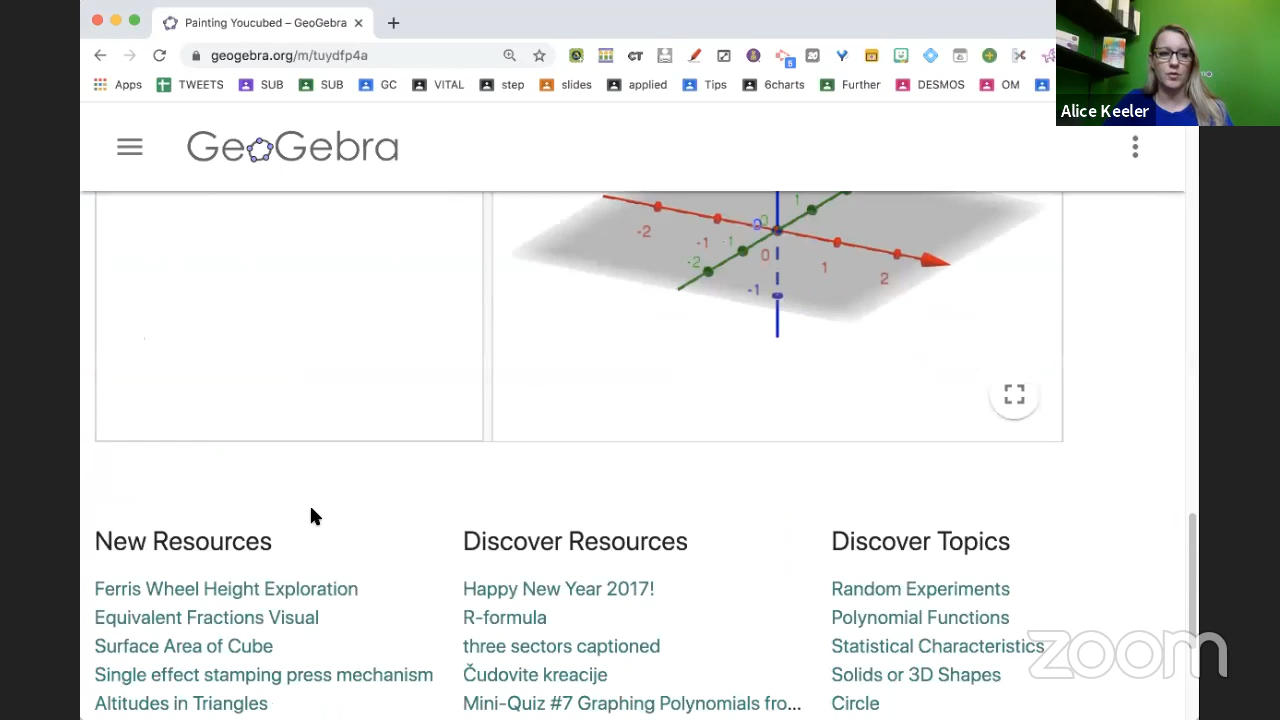 Painting Youcubed – GeoGebra
geogebra.org/m/tuydfp4a
CT
5
Apps TWEETS SUB SUB GC VITAL step slides applied Tips 6charts Further DESMOS OM
Alice Keeler
GeoGebra
1
-2 -1 -1 0 0 1 2
-2
-1
New Resources
Ferris Wheel Height Exploration
Equivalent Fractions Visual
Surface Area of Cube
Single effect stamping press mechanism
Altitudes in Triangles
Discover Resources
Happy New Year 2017!
R-formula
three sectors captioned
Čudovite kreacije
Mini-Quiz #7 Graphing Polynomials fro...
Discover Topics
Random Experiments
Polynomial Functions
Statistical Characteristics
Solids or 3D Shapes
Circle
zoom